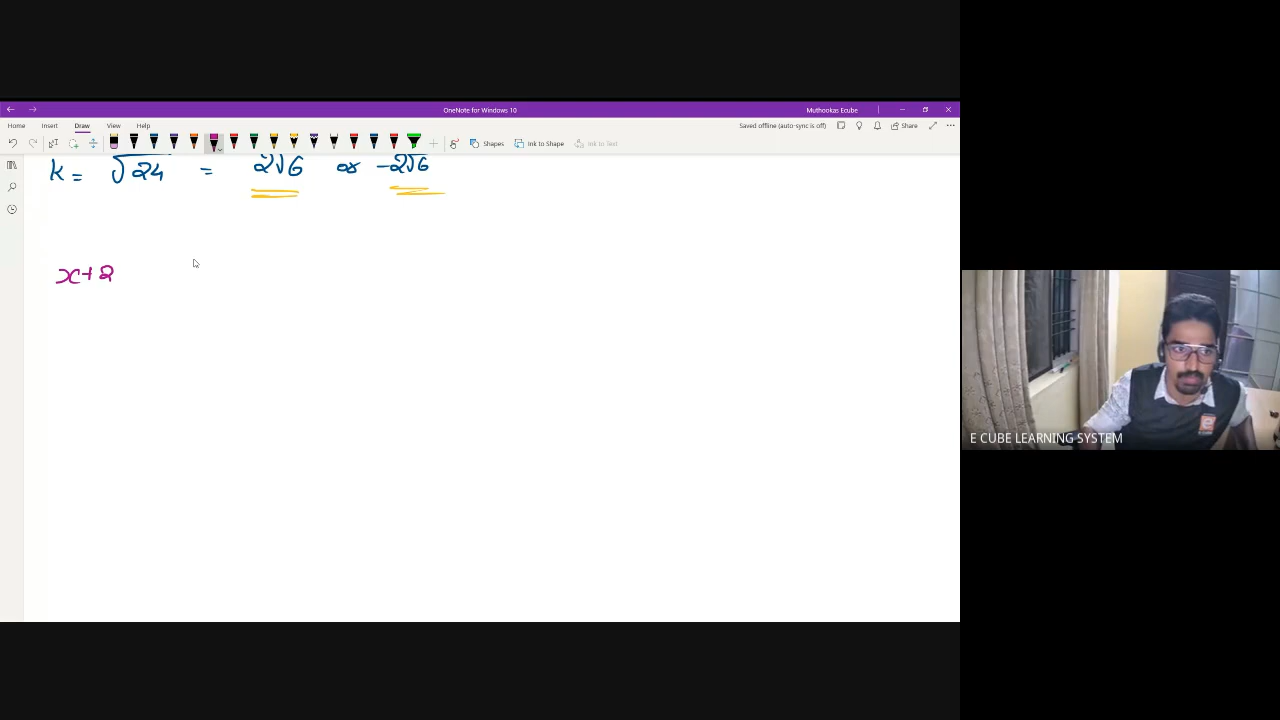 OneNote for Windows 10
Muthookas Ecube
Home Insert Draw View Help
Saved offline (auto-sync is off)
Share
Shapes Ink to Shape Ink to Text
k = √24 = 2√6 or -2√6
x+2
E CUBE LEARNING SYSTEM